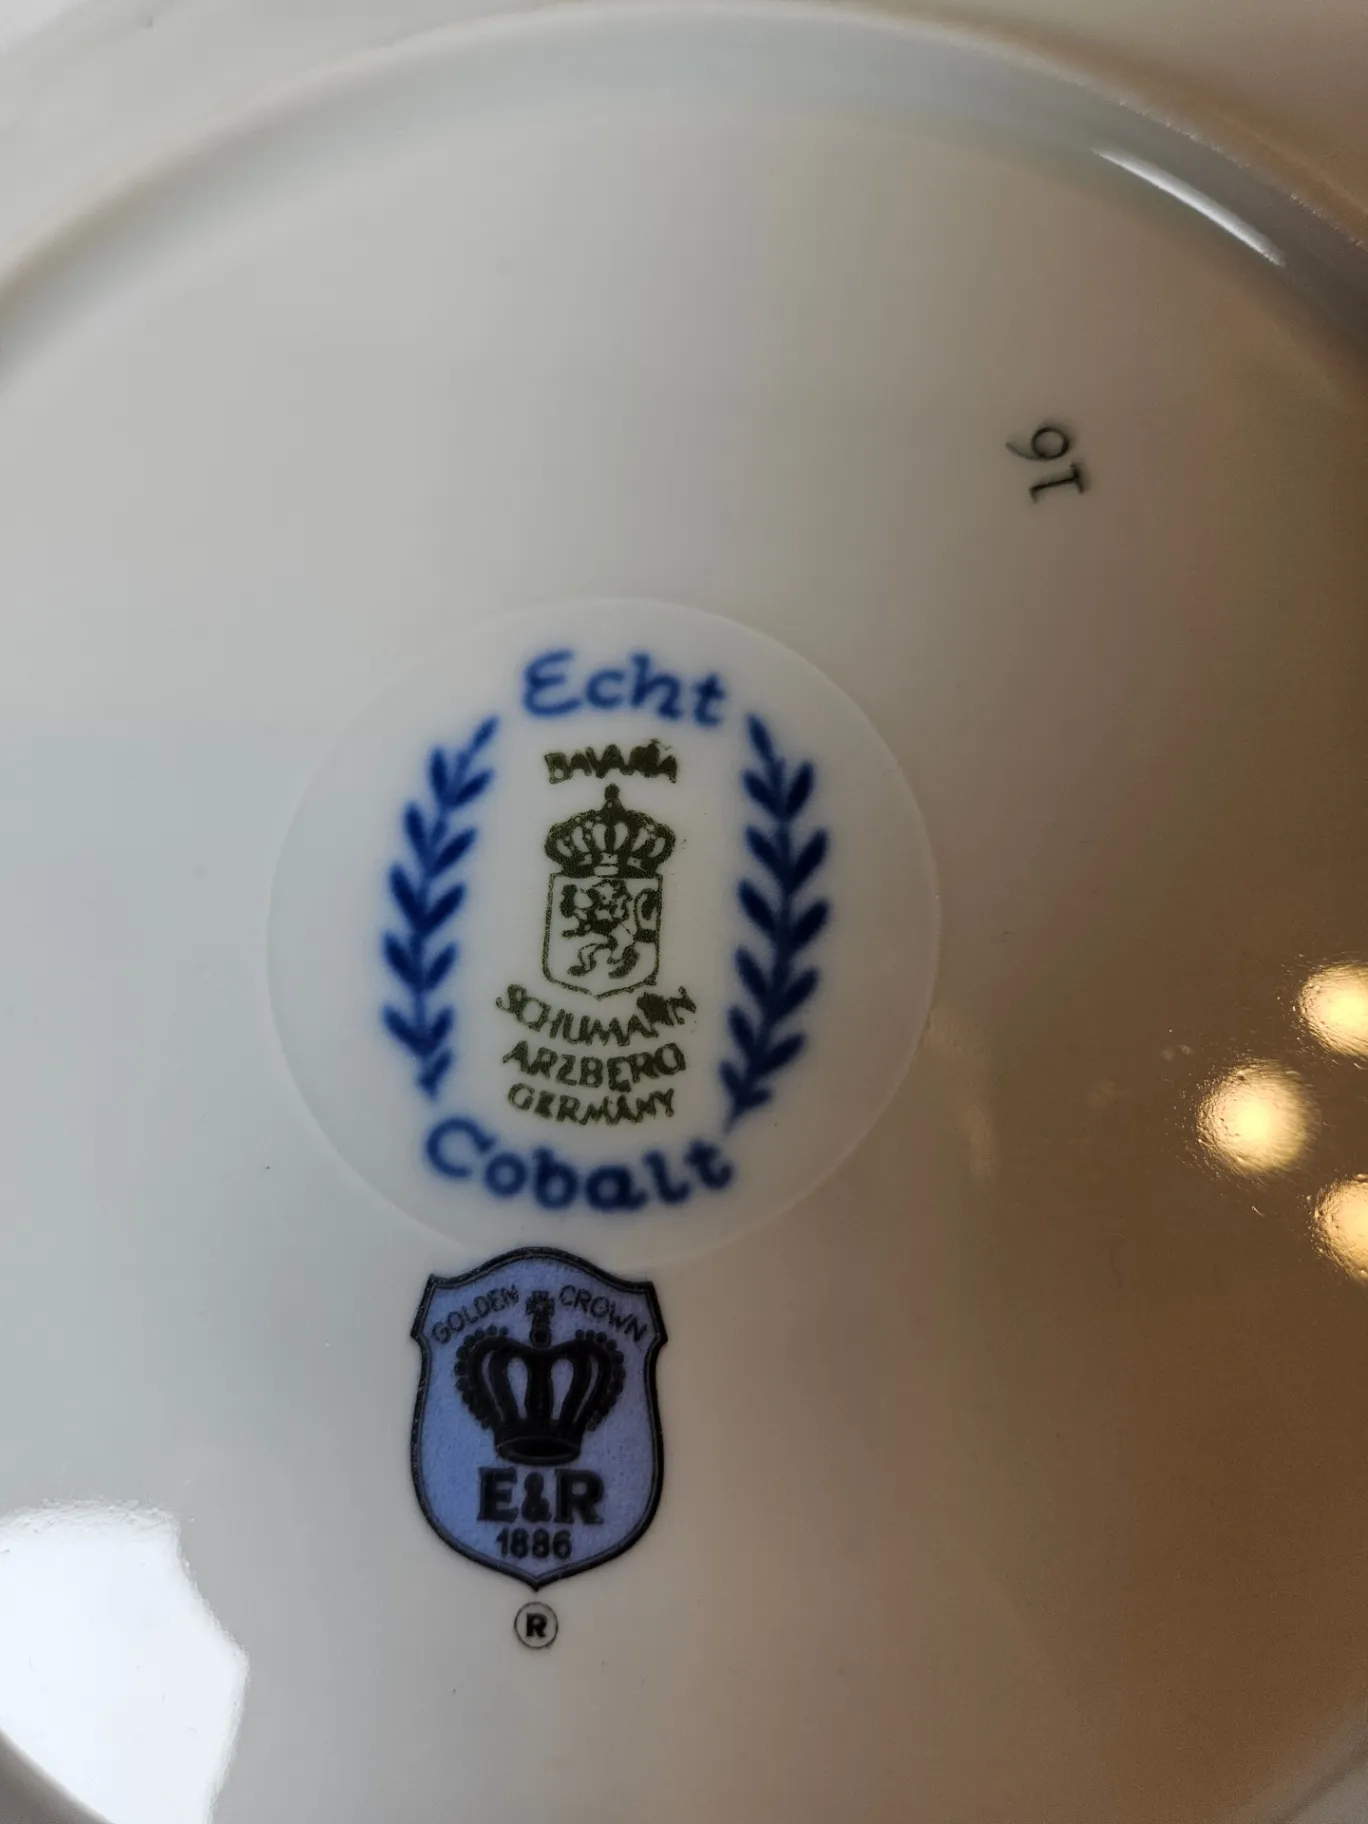 16
Echt
BAVARIA
SCHUMANN
ARZBERG
GERMANY
Cobalt
GOLDEN CROWN
E&R
1886
®